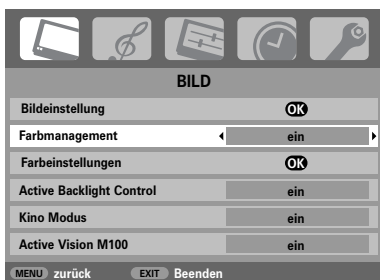 BILD
Bildeinstellung OK
Farbmanagement ein
Farbeinstellungen OK
Active Backlight Control ein
Kino Modus ein
Active Vision M100 ein
MENU zurück EXIT Beenden